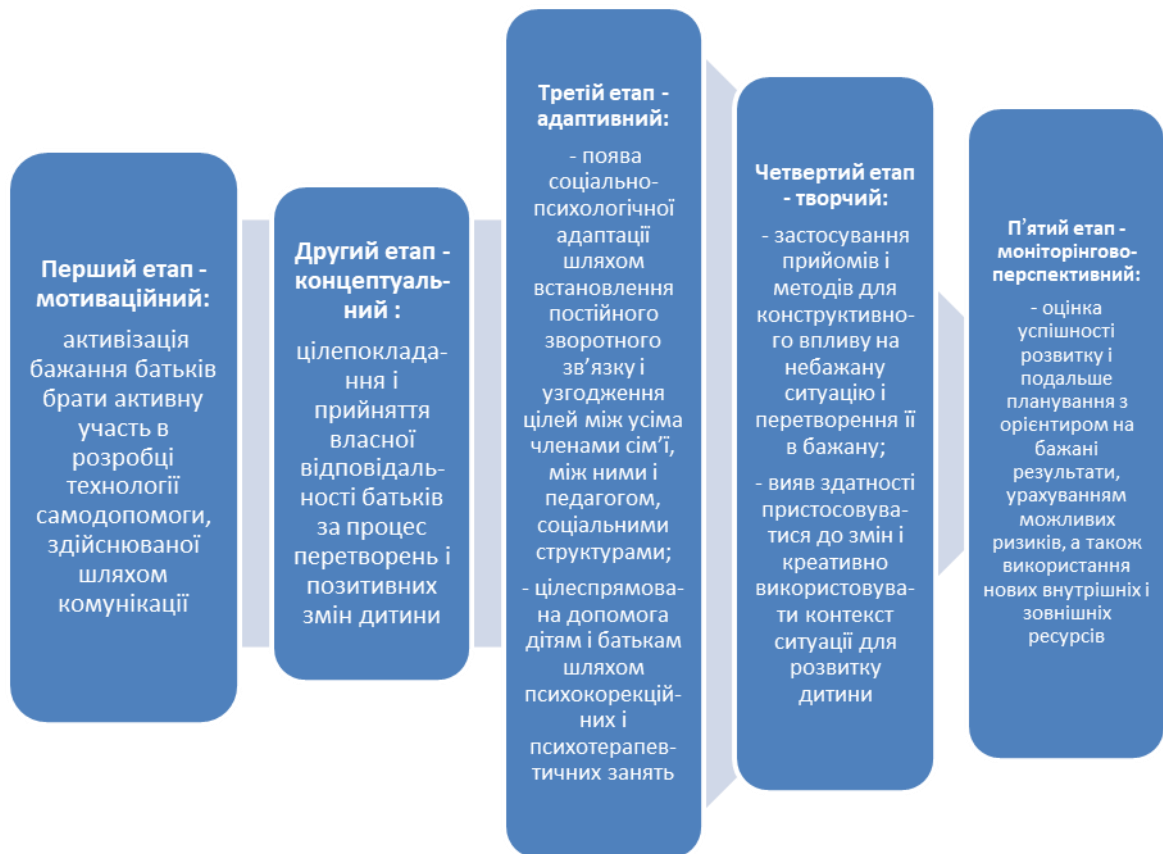 Перший етап -
мотиваційний:
активізація
бажання батьків
брати активну
участь в
розробці
технології
самодопомоги,
здійснюваної
шляхом
комунікації
Другий етап -
концептуаль-
ний :
цілепоклада-
ння і
прийняття
власної
відповідаль-
ності батьків
за процес
перетворень і
позитивних
змін дитини
Третій етап -
адаптивний:
- поява
соціально-
психологічної
адаптації
шляхом
встановлення
постійного
зворотного
зв’язку і
узгодження
цілей між усіма
членами сім’ї,
між ними і
педагогом,
соціальними
структурами;
- цілеспрямова-
на допомога
дітям і батькам
шляхом
психокорекцій-
них і
психотерапев-
тичних занять
Четвертий етап
- творчий:
- застосування
прийомів і
методів для
конструктивно-
го впливу на
небажану
ситуацію і
перетворення її
в бажану;
- вияв здатності
пристосовува-
тися до змін і
креативно
використовува-
ти контекст
ситуації для
розвитку
дитини
П’ятий етап -
моніторінгово-
перспективний:
- оцінка
успішності
розвитку і
подальше
планування з
орієнтиром на
бажані
результати,
урахуванням
можливих
ризиків, а також
використання
нових внутрішніх і
зовнішніх
ресурсів